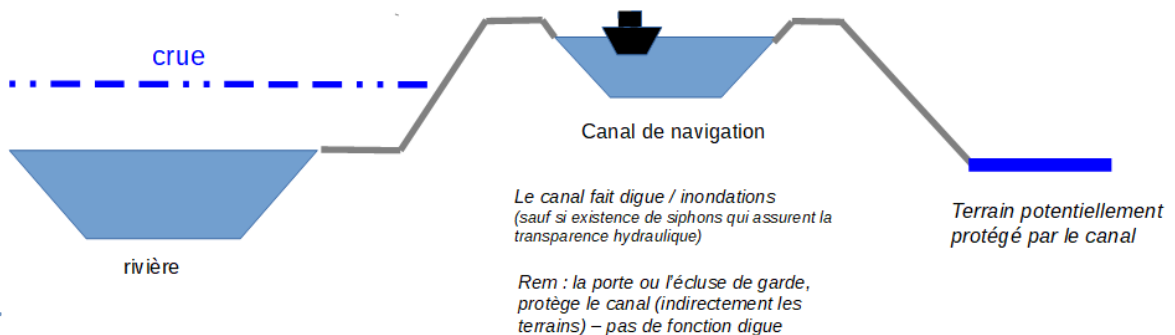 crue
Canal de navigation
Le canal fait digue / inondations
(sauf si existence de siphons qui assurent la
transparence hydraulique)
Terrain potentiellement
protégé par le canal
rivière
Rem : la porte ou l'écluse de garde,
protège le canal (indirectement les
terrains) – pas de fonction digue